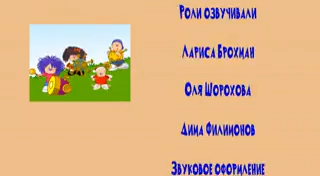 Роли озвучивали
Лариса Брохман
Оля Шорохова
Дима Филимонов
Звуковое оформление